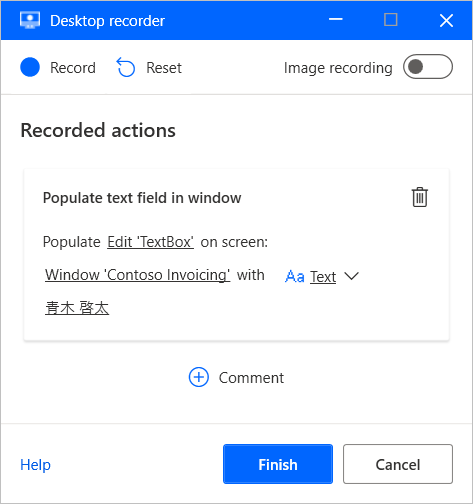 Desktop recorder
Record Reset Image recording
Recorded actions
Populate text field in window
Populate Edit 'TextBox' on screen:
Window 'Contoso Invoicing' with Aa Text
青木 啓太
Comment
Help Finish Cancel